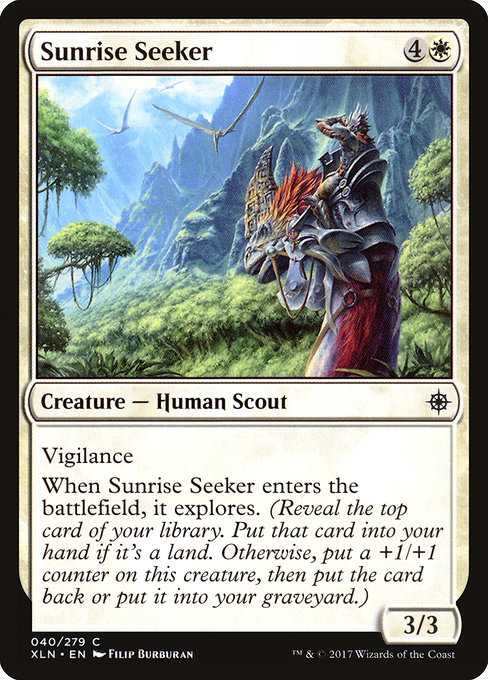 Sunrise Seeker 4
Creature — Human Scout
Vigilance
When Sunrise Seeker enters the
battlefield, it explores. (Reveal the top
card of your library. Put that card into your
hand if it's a land. Otherwise, put a +1/+1
counter on this creature, then put the card
back or put it into your graveyard.)
3/3
040/279 C
XLN • EN Filip Burburan
™ & © 2017 Wizards of the Coast